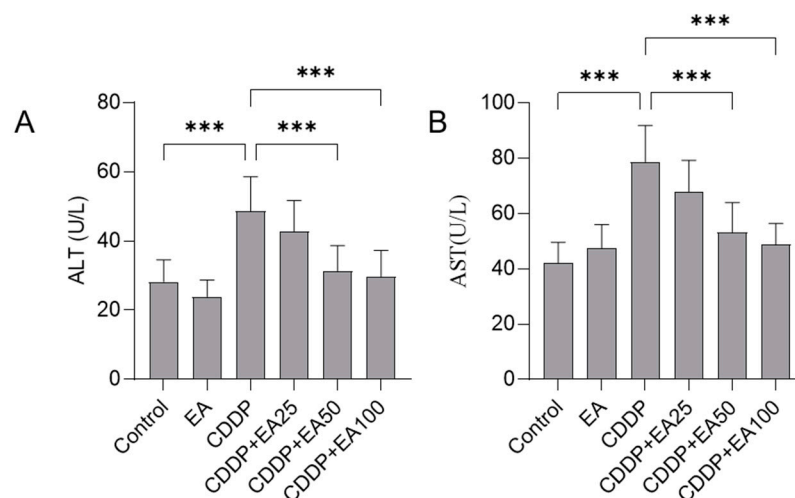 A
ALT (U/L)
80
60
40
20
0
***
***
***
Control
EA
CDDP
CDDP+EA25
CDDP+EA50
CDDP+EA100
B
AST(U/L)
100
80
60
40
20
0
***
***
***
Control
EA
CDDP
CDDP+EA25
CDDP+EA50
CDDP+EA100